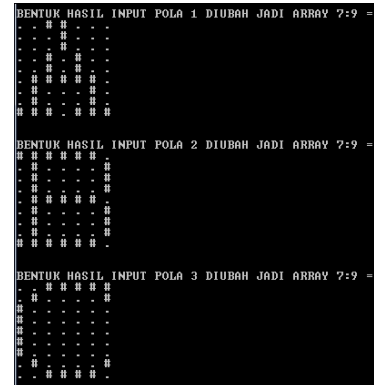 BENTUK HASIL INPUT POLA 1 DIUBAH JADI ARRAY 7:9 =
. . # # . . .
. . . # . . .
. . . # . . .
. . # . # . .
. . # . # . .
. # # # # # .
. # . . . # .
. # . . . # .
# # # . # # #
BENTUK HASIL INPUT POLA 2 DIUBAH JADI ARRAY 7:9 =
# # # # # # .
. # . . . . #
. # . . . . #
. # . . . . #
. # # # # # .
. # . . . . #
. # . . . . #
. # . . . . #
# # # # # # .
BENTUK HASIL INPUT POLA 3 DIUBAH JADI ARRAY 7:9 =
. . # # # # #
. # . . . . #
# . . . . . .
# . . . . . .
# . . . . . .
# . . . . . .
# . . . . . .
. # . . . . #
. . # # # # .